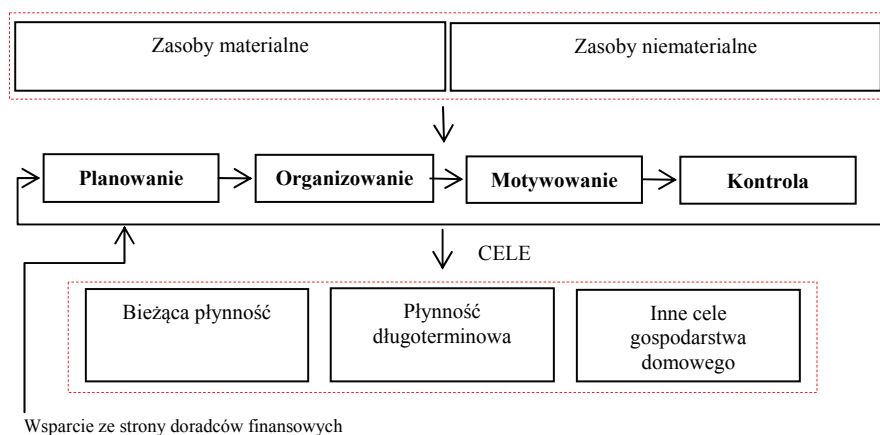 Zasoby materialne
Zasoby niematerialne
Planowanie
Organizowanie
Motywowanie
Kontrola
CELE
Bieżąca płynność
Płynność
długoterminowa
Inne cele
gospodarstwa
domowego
Wsparcie ze strony doradców finansowych